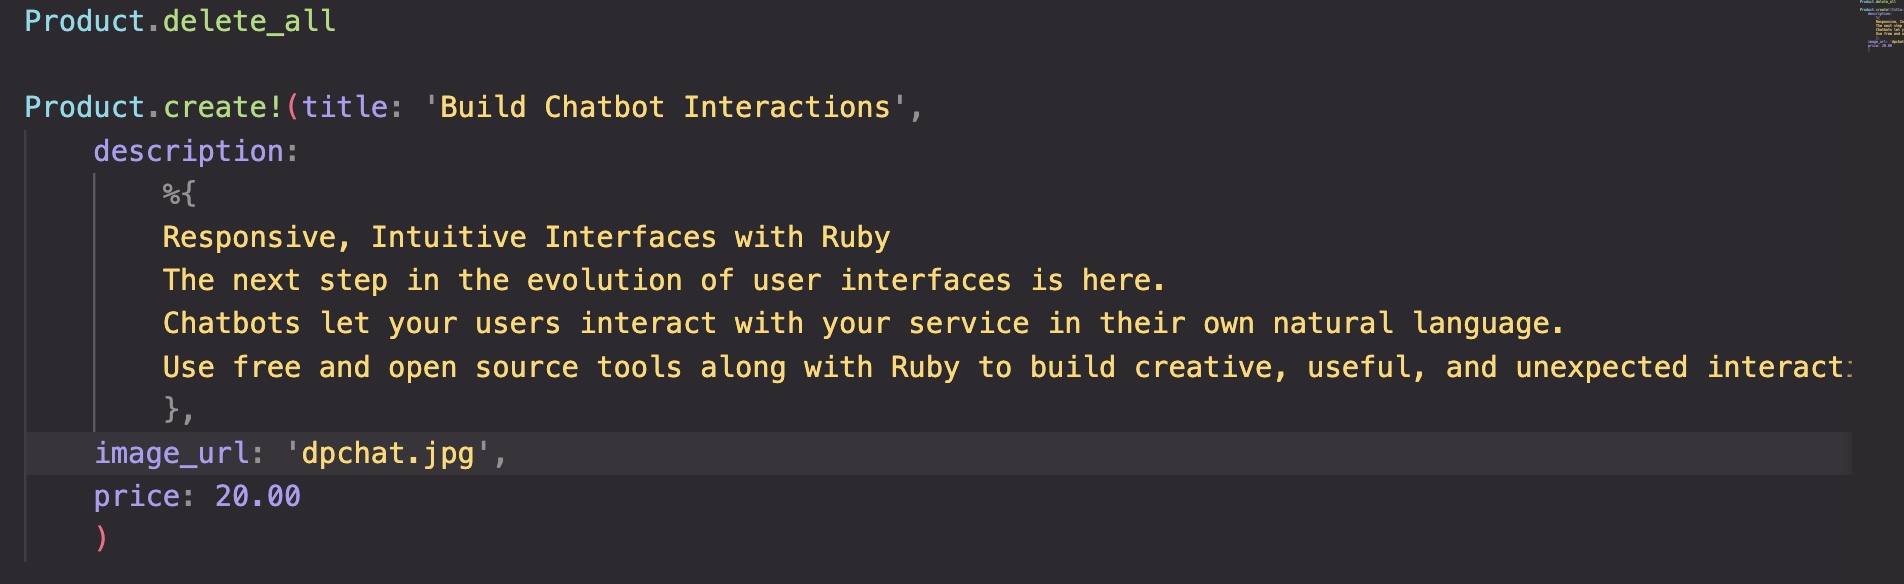 Product.delete_all
Product.create!(title: 'Build Chatbot Interactions',
description:
%{
Responsive, Intuitive Interfaces with Ruby
The next step in the evolution of user interfaces is here.
Chatbots let your users interact with your service in their own natural language.
Use free and open source tools along with Ruby to build creative, useful, and unexpected
},
image_url: 'dpchat.jpg',
price: 20.00
)